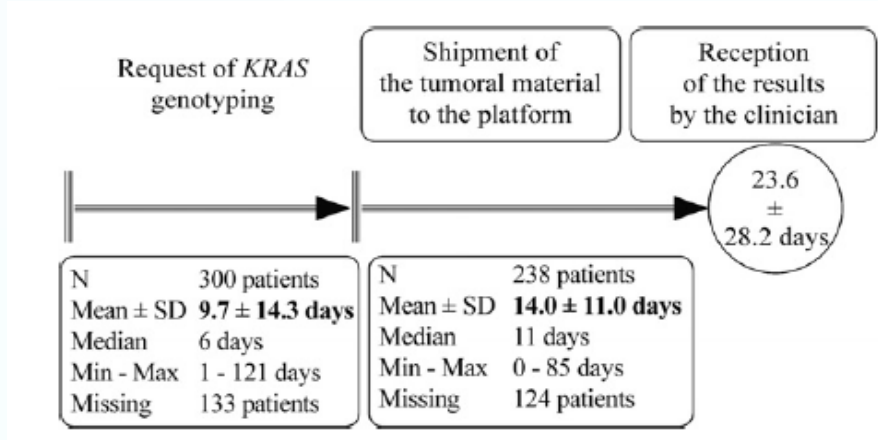 Request of KRAS
genotyping
Shipment of
the tumoral material
to the platform
Reception
of the results
by the clinician
23.6
±
28.2 days
N 300 patients
Mean ± SD 9.7 ± 14.3 days
Median 6 days
Min - Max 1 - 121 days
Missing 133 patients
N 238 patients
Mean ± SD 14.0 ± 11.0 days
Median 11 days
Min - Max 0 - 85 days
Missing 124 patients